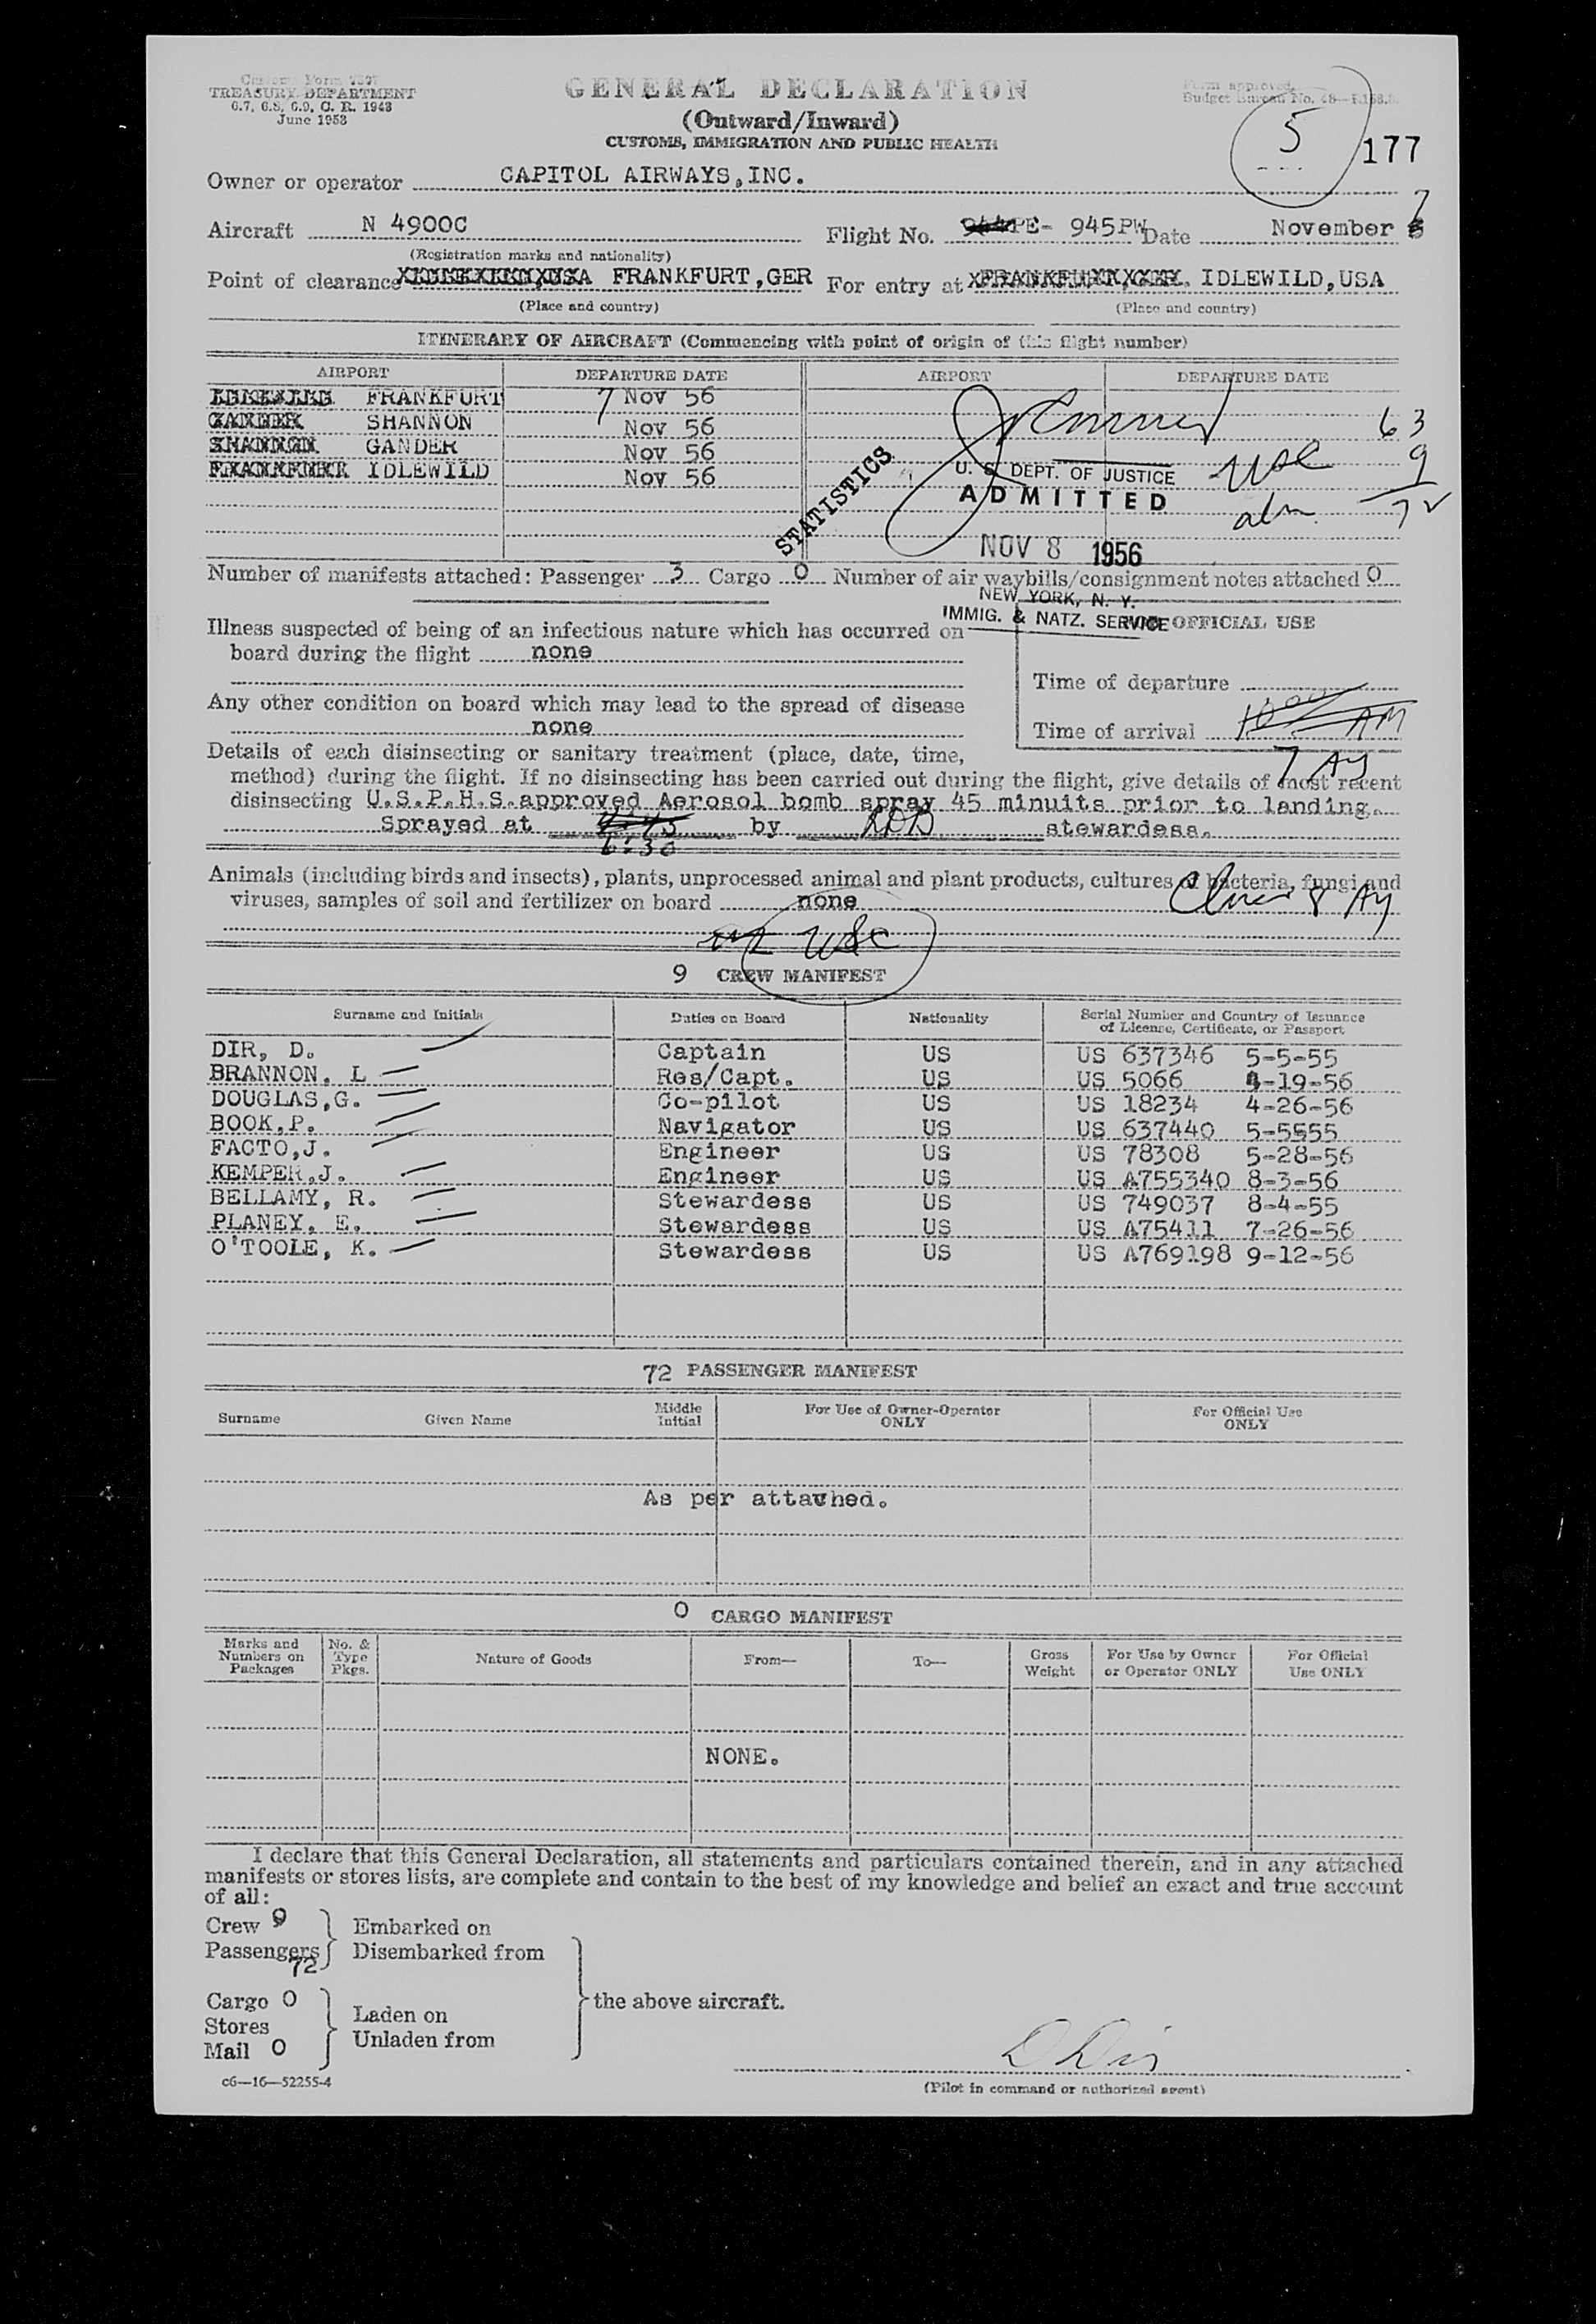 TREASURY DEPARTMENT
6.7, 6.8, 6.9, C. R. 1943
June 1953
GENERAL DECLARATION
(Outward/Inward)
CUSTOMS, IMMIGRATION AND PUBLIC HEALTH
Form approved.
Budget Bureau No.
5
177
Owner or operator CAPITOL AIRWAYS,INC.
Aircraft N 4900C Flight No. PE- 945PW Date November 7
(Registration marks and nationality)
Point of clearance FRANKFURT,GER For entry at IDLEWILD,USA
(Place and country) (Place and country)
ITINERARY OF AIRCRAFT (Commencing with point of origin of this flight number)
AIRPORT DEPARTURE DATE AIRPORT DEPARTURE DATE
FRANKFURT 7 Nov 56
SHANNON Nov 56 63
GANDER Nov 56 9
IDLEWILD Nov 56 72
STATISTICS
U. S. DEPT. OF JUSTICE
ADMITTED
NOV 8 1956
Number of manifests attached: Passenger 3 Cargo 0 Number of air waybills/consignment notes attached 0
NEW YORK, N. Y.
IMMIG. & NATZ. SERVICE OFFICIAL USE
Illness suspected of being of an infectious nature which has occurred on
board during the flight none
Time of departure
Any other condition on board which may lead to the spread of disease
none
Time of arrival
7 AM
Details of each disinsecting or sanitary treatment (place, date, time,
method) during the flight. If no disinsecting has been carried out during the flight, give details of most recent
disinsecting U.S.P.H.S.approved Aerosol bomb spray 45 minuits prior to landing.
Sprayed at 6:30 by RDB stewardess.
Animals (including birds and insects), plants, unprocessed animal and plant products, cultures of bacteria, fungi and
viruses, samples of soil and fertilizer on board none
USC
9 CREW MANIFEST
Surname and Initials Duties on Board Nationality Serial Number and Country of Issuance
of License, Certificate, or Passport
DIR, D. Captain US US 637346 5-5-55
BRANNON. L Res/Capt. US US 5066 4-19-56
DOUGLAS,G. Co-pilot US US 18234 4-26-56
BOOK,P. Navigator US US 637440 5-5555
FACTO,J. Engineer US US 78308 5-28-56
KEMPER,J. Engineer US US A755340 8-3-56
BELLAMY, R. Stewardess US US 749037 8-4-55
PLANEY, E. Stewardess US US A75411 7-26-56
O'TOOLE, K. Stewardess US US A769198 9-12-56
72 PASSENGER MANIFEST
Surname Given Name Middle Initial For Use of Owner-Operator ONLY For Official Use ONLY
As per attavhed.
0 CARGO MANIFEST
Marks and Numbers on Packages No. & Type Pkgs. Nature of Goods From— To— Gross Weight For Use by Owner or Operator ONLY For Official Use ONLY
NONE.
I declare that this General Declaration, all statements and particulars contained therein, and in any attached
manifests or stores lists, are complete and contain to the best of my knowledge and belief an exact and true account
of all:
Crew 9 Embarked on
Passengers 72 Disembarked from
the above aircraft.
Cargo 0 Laden on
Stores
Mail 0 Unladen from
D Dir
c6—16—52255-4
(Pilot in command or authorized agent)